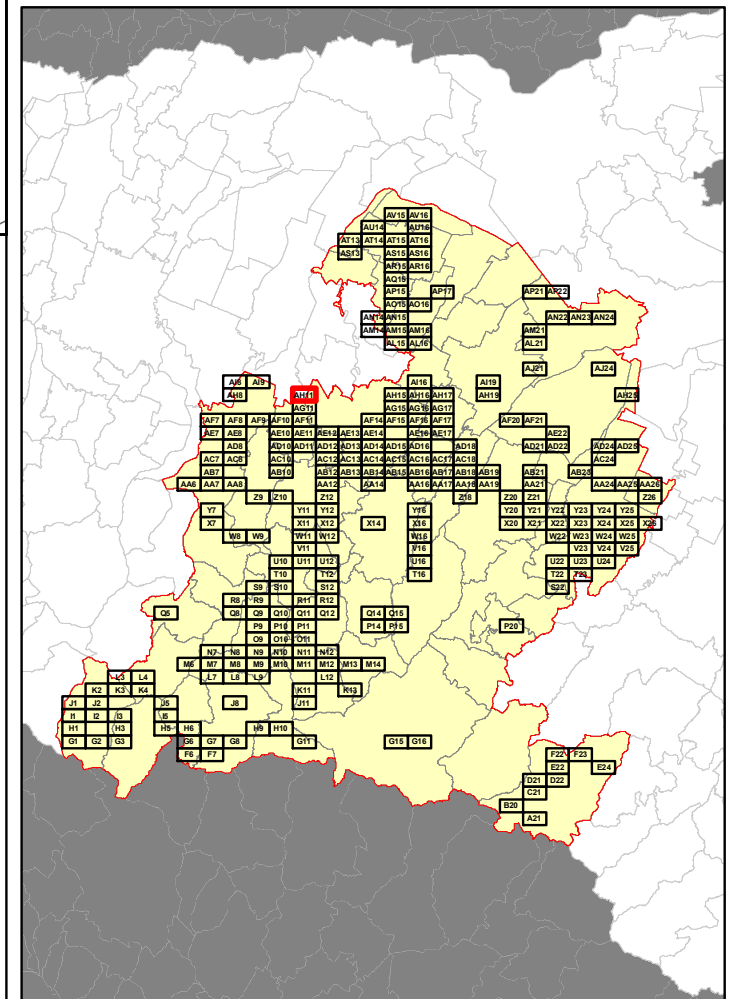 AV15 AV16
AU14 AU16
AT13 AT14 AT15 AT16
AS13 AS15 AS16
AR15 AR16
AQ15
AP15 AP17 AP21 AP22
AO15 AO16
AN14 AN15 AN22 AN23 AN24
AM14 AM15 AM16 AM21
AL15 AL16 AL21
AJ21 AJ24
AI8 AI9 AI16 AI19
AH8 AH11 AH15 AH16 AH17 AH19 AH25
AG11 AG15 AG16 AG17
AF7 AF8 AF9 AF10 AF11 AF14 AF15 AF16 AF17 AF20 AF21
AE7 AE8 AE10 AE11 AE12 AE13 AE14 AE16 AE17 AE22
AD8 AD10 AD11 AD12 AD13 AD14 AD15 AD16 AD18 AD21 AD22 AD24 AD25
AC7 AC8 AC10 AC12 AC13 AC14 AC15 AC16 AC17 AC18 AC24
AB7 AB10 AB12 AB13 AB14 AB15 AB16 AB17 AB18 AB19 AB21 AB23
AA6 AA7 AA8 AA12 AA14 AA16 AA17 AA18 AA19 AA21 AA24 AA25 AA26
Z9 Z10 Z12 Z18 Z20 Z21 Z26
Y7 Y11 Y12 Y16 Y20 Y21 Y22 Y23 Y24 Y25
X7 X11 X12 X14 X16 X20 X21 X22 X23 X24 X25 X26
W8 W9 W11 W12 W16 W22 W23 W24 W25
V11 V16 V23 V24 V25
U10 U11 U12 U16 U22 U23 U24
T10 T12 T16 T22 T23
S9 S10 S12 S22
R8 R9 R11 R12
Q5 Q8 Q9 Q10 Q11 Q12 Q14 Q15
P9 P10 P11 P14 P15 P20
O9 O10 O11
N7 N8 N9 N10 N11 N12
M6 M7 M8 M9 M10 M11 M12 M13 M14
L3 L4 L7 L8 L9 L12
K2 K3 K4 K11 K13
J1 J2 J5 J8 J11
I1 I2 I3 I5
H1 H3 H5 H6 H9 H10
G1 G2 G3 G6 G7 G8 G11 G15 G16
F6 F7 F22 F23
E22 E24
D21 D22
C21
B20
A21